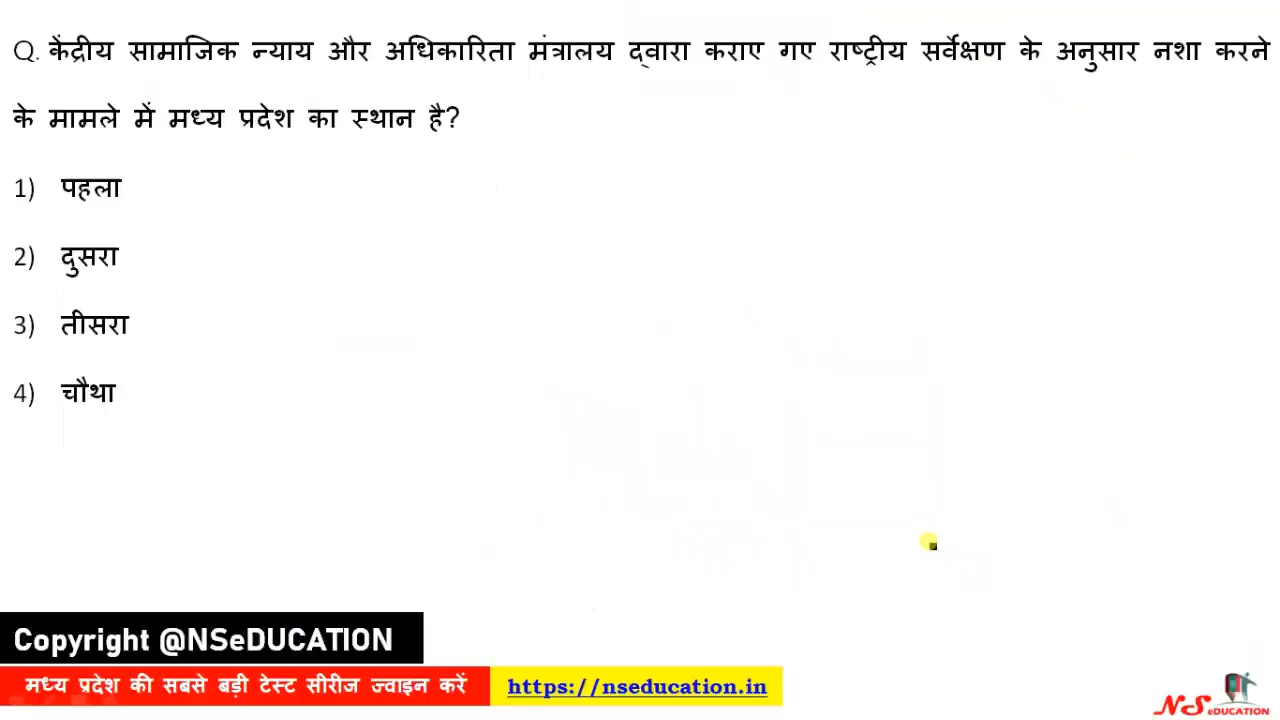 Q. केंद्रीय सामाजिक न्याय और अधिकारिता मंत्रालय द्वारा कराए गए राष्ट्रीय सर्वेक्षण के अनुसार नशा करने
के मामले में मध्य प्रदेश का स्थान है?
1) पहला
2) दुसरा
3) तीसरा
4) चौथा
Copyright @NSeDUCATION
मध्य प्रदेश की सबसे बड़ी टेस्ट सीरीज ज्वाइन करें https://nseducation.in
NS eDUCATION